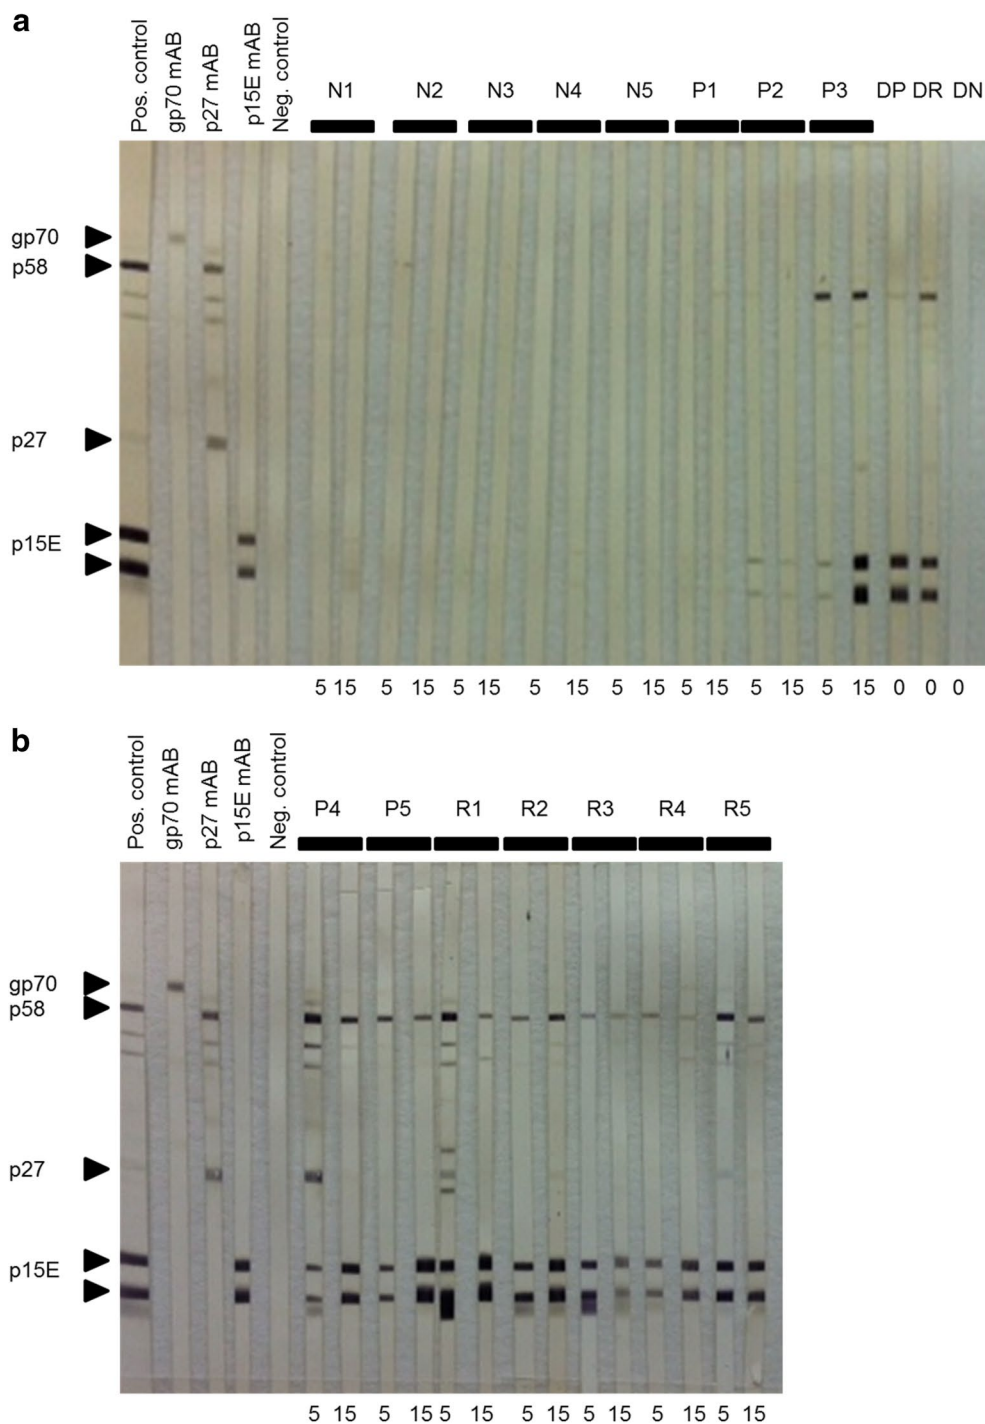 a
Pos. control
gp70 mAB
p27 mAB
p15E mAB
Neg. control
N1 N2 N3 N4 N5 P1 P2 P3 DP DR DN
gp70
p58
p27
p15E
5 15 5 15 5 15 5 15 5 15 5 15 5 15 5 15 0 0 0
b
Pos. control
gp70 mAB
p27 mAB
p15E mAB
Neg. control
P4 P5 R1 R2 R3 R4 R5
gp70
p58
p27
p15E
5 15 5 15 5 15 5 15 5 15 5 15 5 15